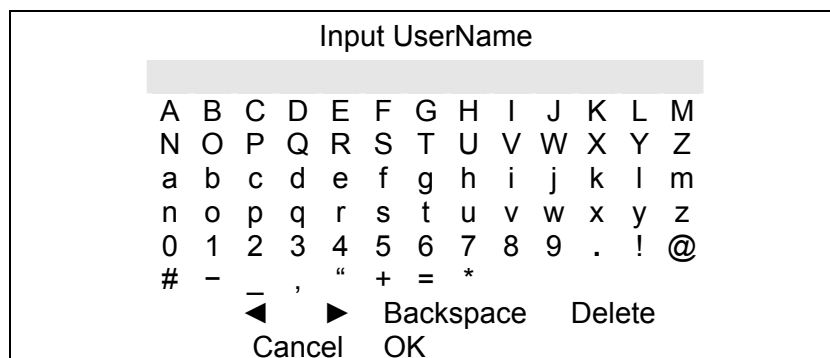 Input UserName
A B C D E F G H I J K L M
N O P Q R S T U V W X Y Z
a b c d e f g h i j k l m
n o p q r s t u v w x y z
0 1 2 3 4 5 6 7 8 9 . ! @
# − _ , “ + = *
◄ ► Backspace Delete
Cancel OK